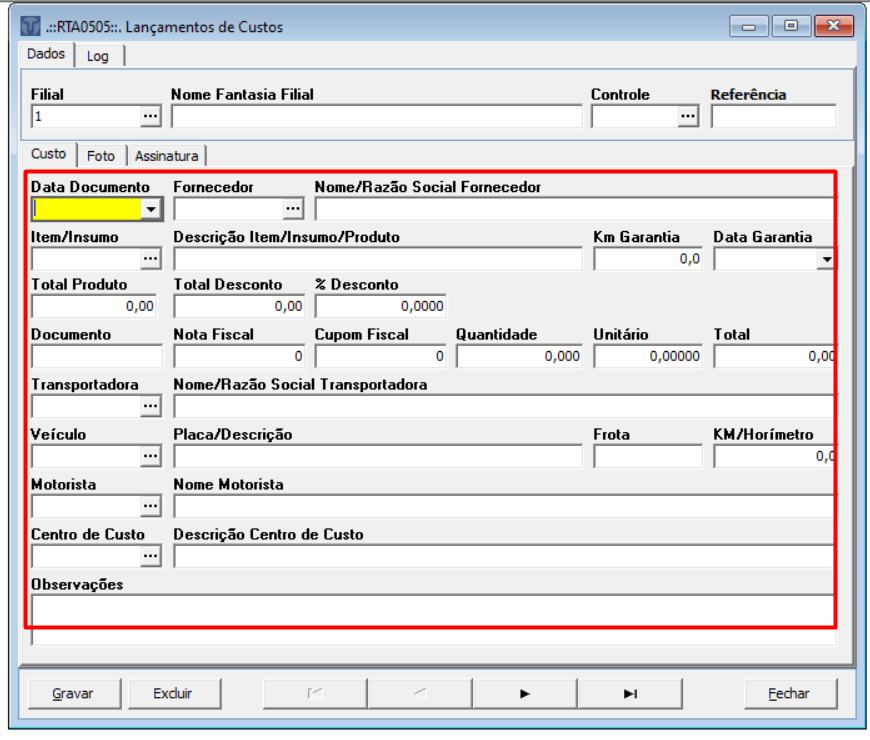 .::RTA0505::. Lançamentos de Custos
Dados Log
Filial Nome Fantasia Filial Controle Referência
1 ... ...
Custo Foto Assinatura
Data Documento Fornecedor Nome/Razão Social Fornecedor
...
Item/Insumo Descrição Item/Insumo/Produto Km Garantia Data Garantia
... 0,0
Total Produto Total Desconto % Desconto
0,00 0,00 0,0000
Documento Nota Fiscal Cupom Fiscal Quantidade Unitário Total
0 0 0,000 0,00000 0,00
Transportadora Nome/Razão Social Transportadora
...
Veículo Placa/Descrição Frota KM/Horímetro
... 0,0
Motorista Nome Motorista
...
Centro de Custo Descrição Centro de Custo
...
Observações
Gravar Excluir Fechar